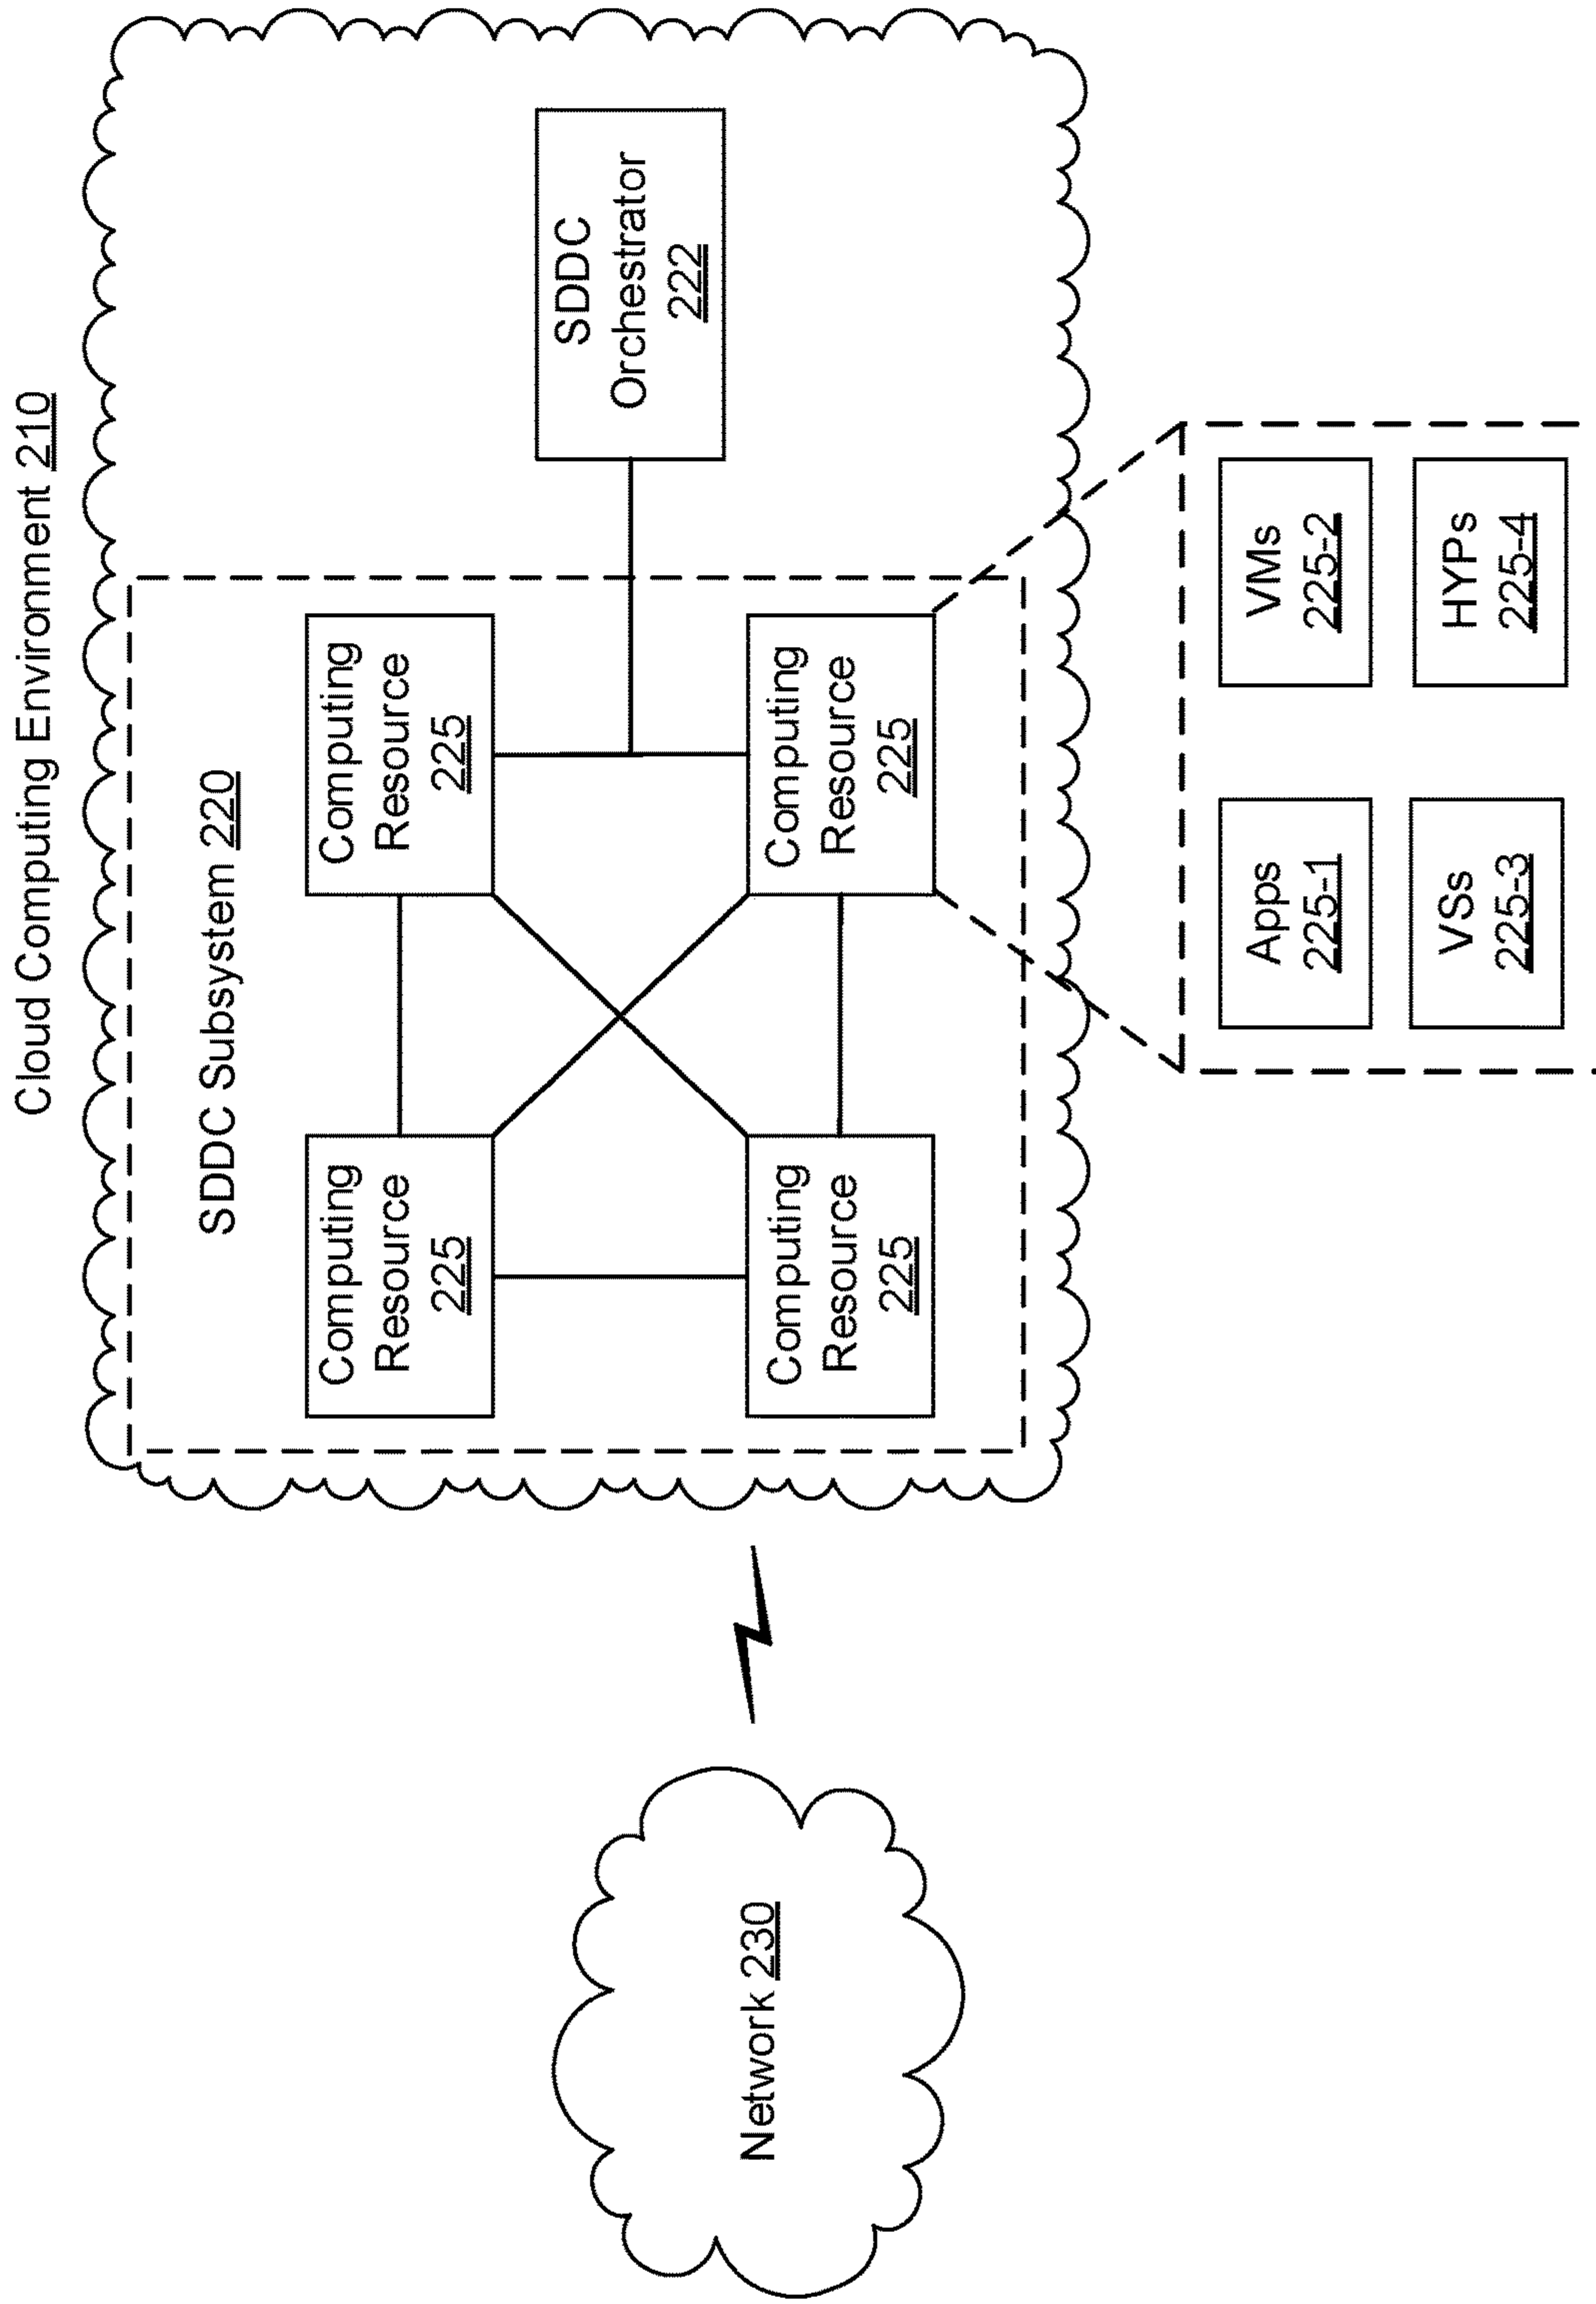 Cloud Computing Environment 210
SDDC Subsystem 220
Computing
Resource
225
Computing
Resource
225
SDDC
Orchestrator
222
Computing
Resource
225
Computing
Resource
225
Network 230
Apps
225-1
VMs
225-2
VSs
225-3
HYPs
225-4